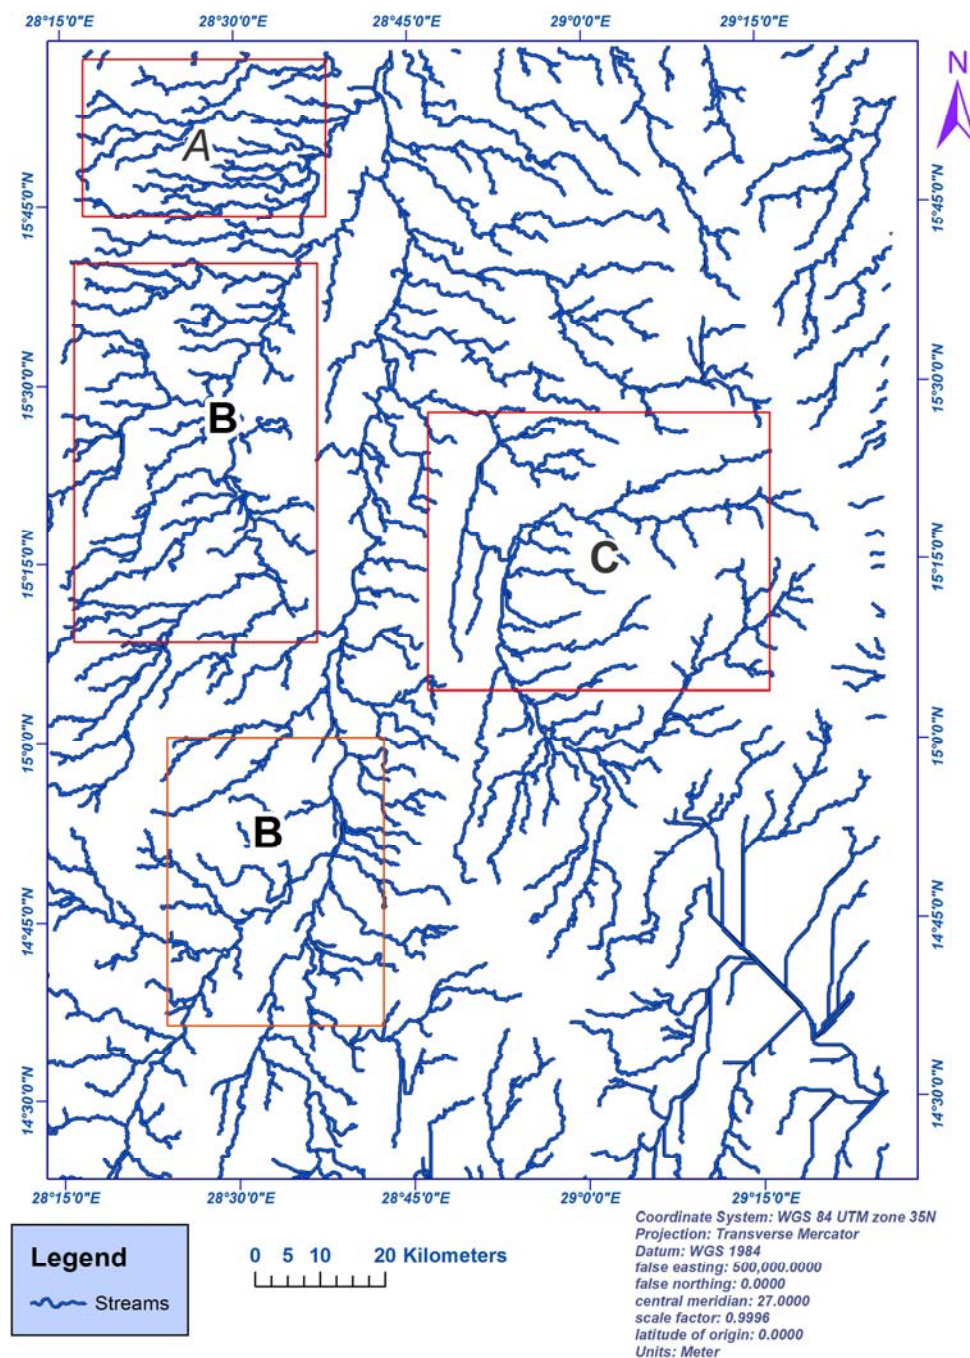 28°15'0"E 28°30'0"E 28°45'0"E 29°0'0"E 29°15'0"E
N
A
15°45'0"N 15°45'0"N
15°30'0"N 15°30'0"N
B
C
15°15'0"N 15°15'0"N
15°0'0"N 15°0'0"N
B
14°45'0"N 14°45'0"N
14°30'0"N 14°30'0"N
28°15'0"E 28°30'0"E 28°45'0"E 29°0'0"E 29°15'0"E
Legend
Streams
0 5 10 20 Kilometers
Coordinate System: WGS 84 UTM zone 35N
Projection: Transverse Mercator
Datum: WGS 1984
false easting: 500,000.0000
false northing: 0.0000
central meridian: 27.0000
scale factor: 0.9996
latitude of origin: 0.0000
Units: Meter